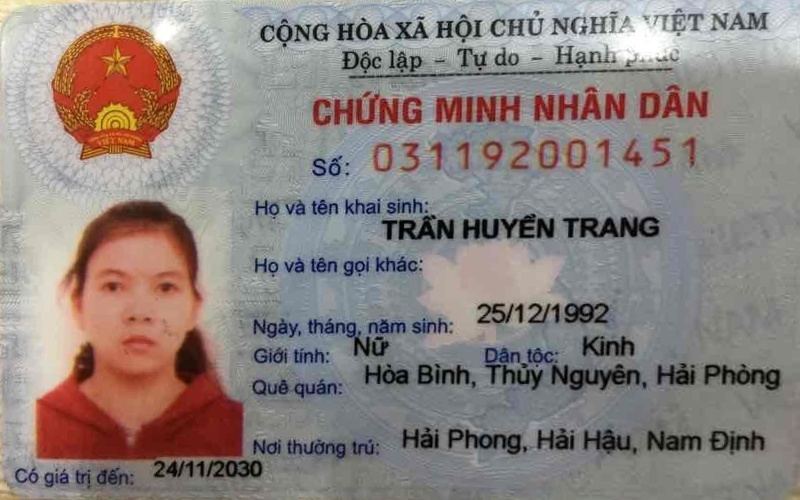 CỘNG HÒA XÃ HỘI CHỦ NGHĨA VIỆT NAM
Độc lập - Tự do - Hạnh phúc
CHỨNG MINH NHÂN DÂN
Số: 0311920001451
Họ và tên khai sinh:
TRẦN HUYỀN TRANG
Họ và tên gọi khác:
Ngày, tháng, năm sinh: 25/12/1992
Giới tính: Nữ Dân tộc: Kinh
Quê quán: Hòa Bình, Thủy Nguyên, Hải Phòng
Nơi thường trú: Hải Phong, Hải Hậu, Nam Định
Có giá trị đến: 24/11/2030
VIỆT NAM